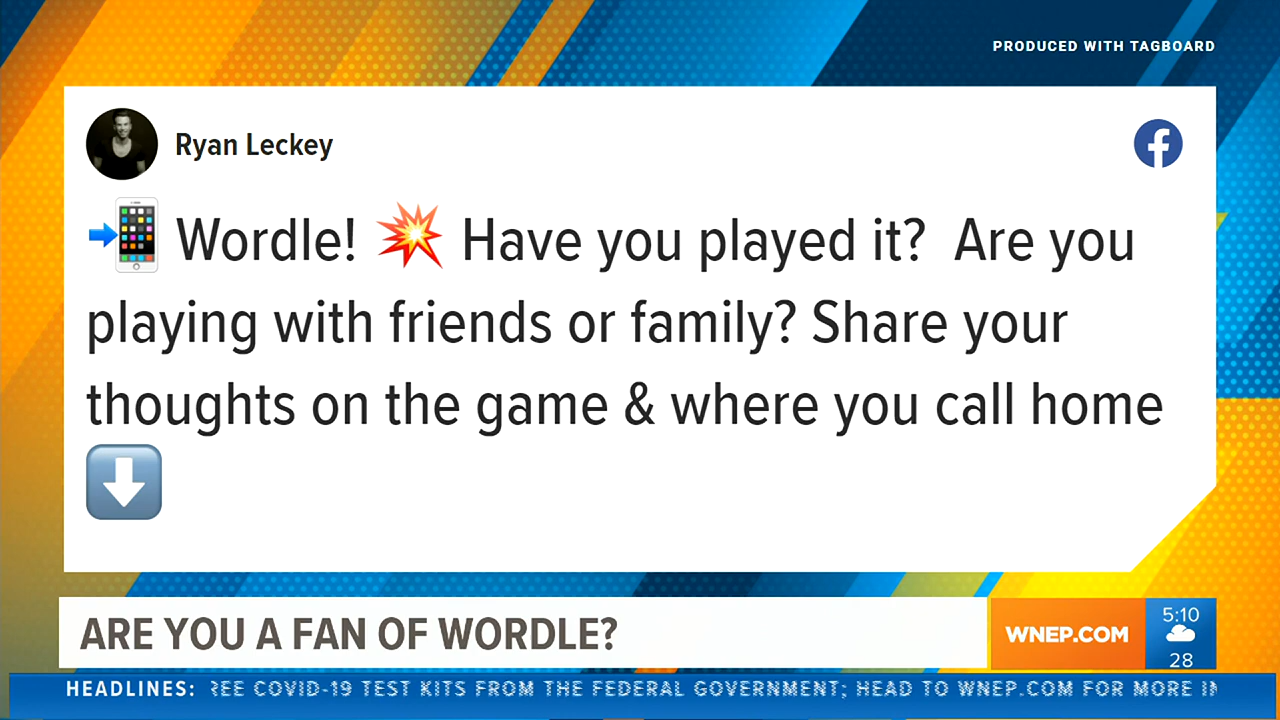 PRODUCED WITH TAGBOARD
Ryan Leckey
Wordle! Have you played it? Are you
playing with friends or family? Share your
thoughts on the game & where you call home
ARE YOU A FAN OF WORDLE?
WNEP.COM
5:10
28
HEADLINES: REE COVID-19 TEST KITS FROM THE FEDERAL GOVERNMENT; HEAD TO WNEP.COM FOR MORE